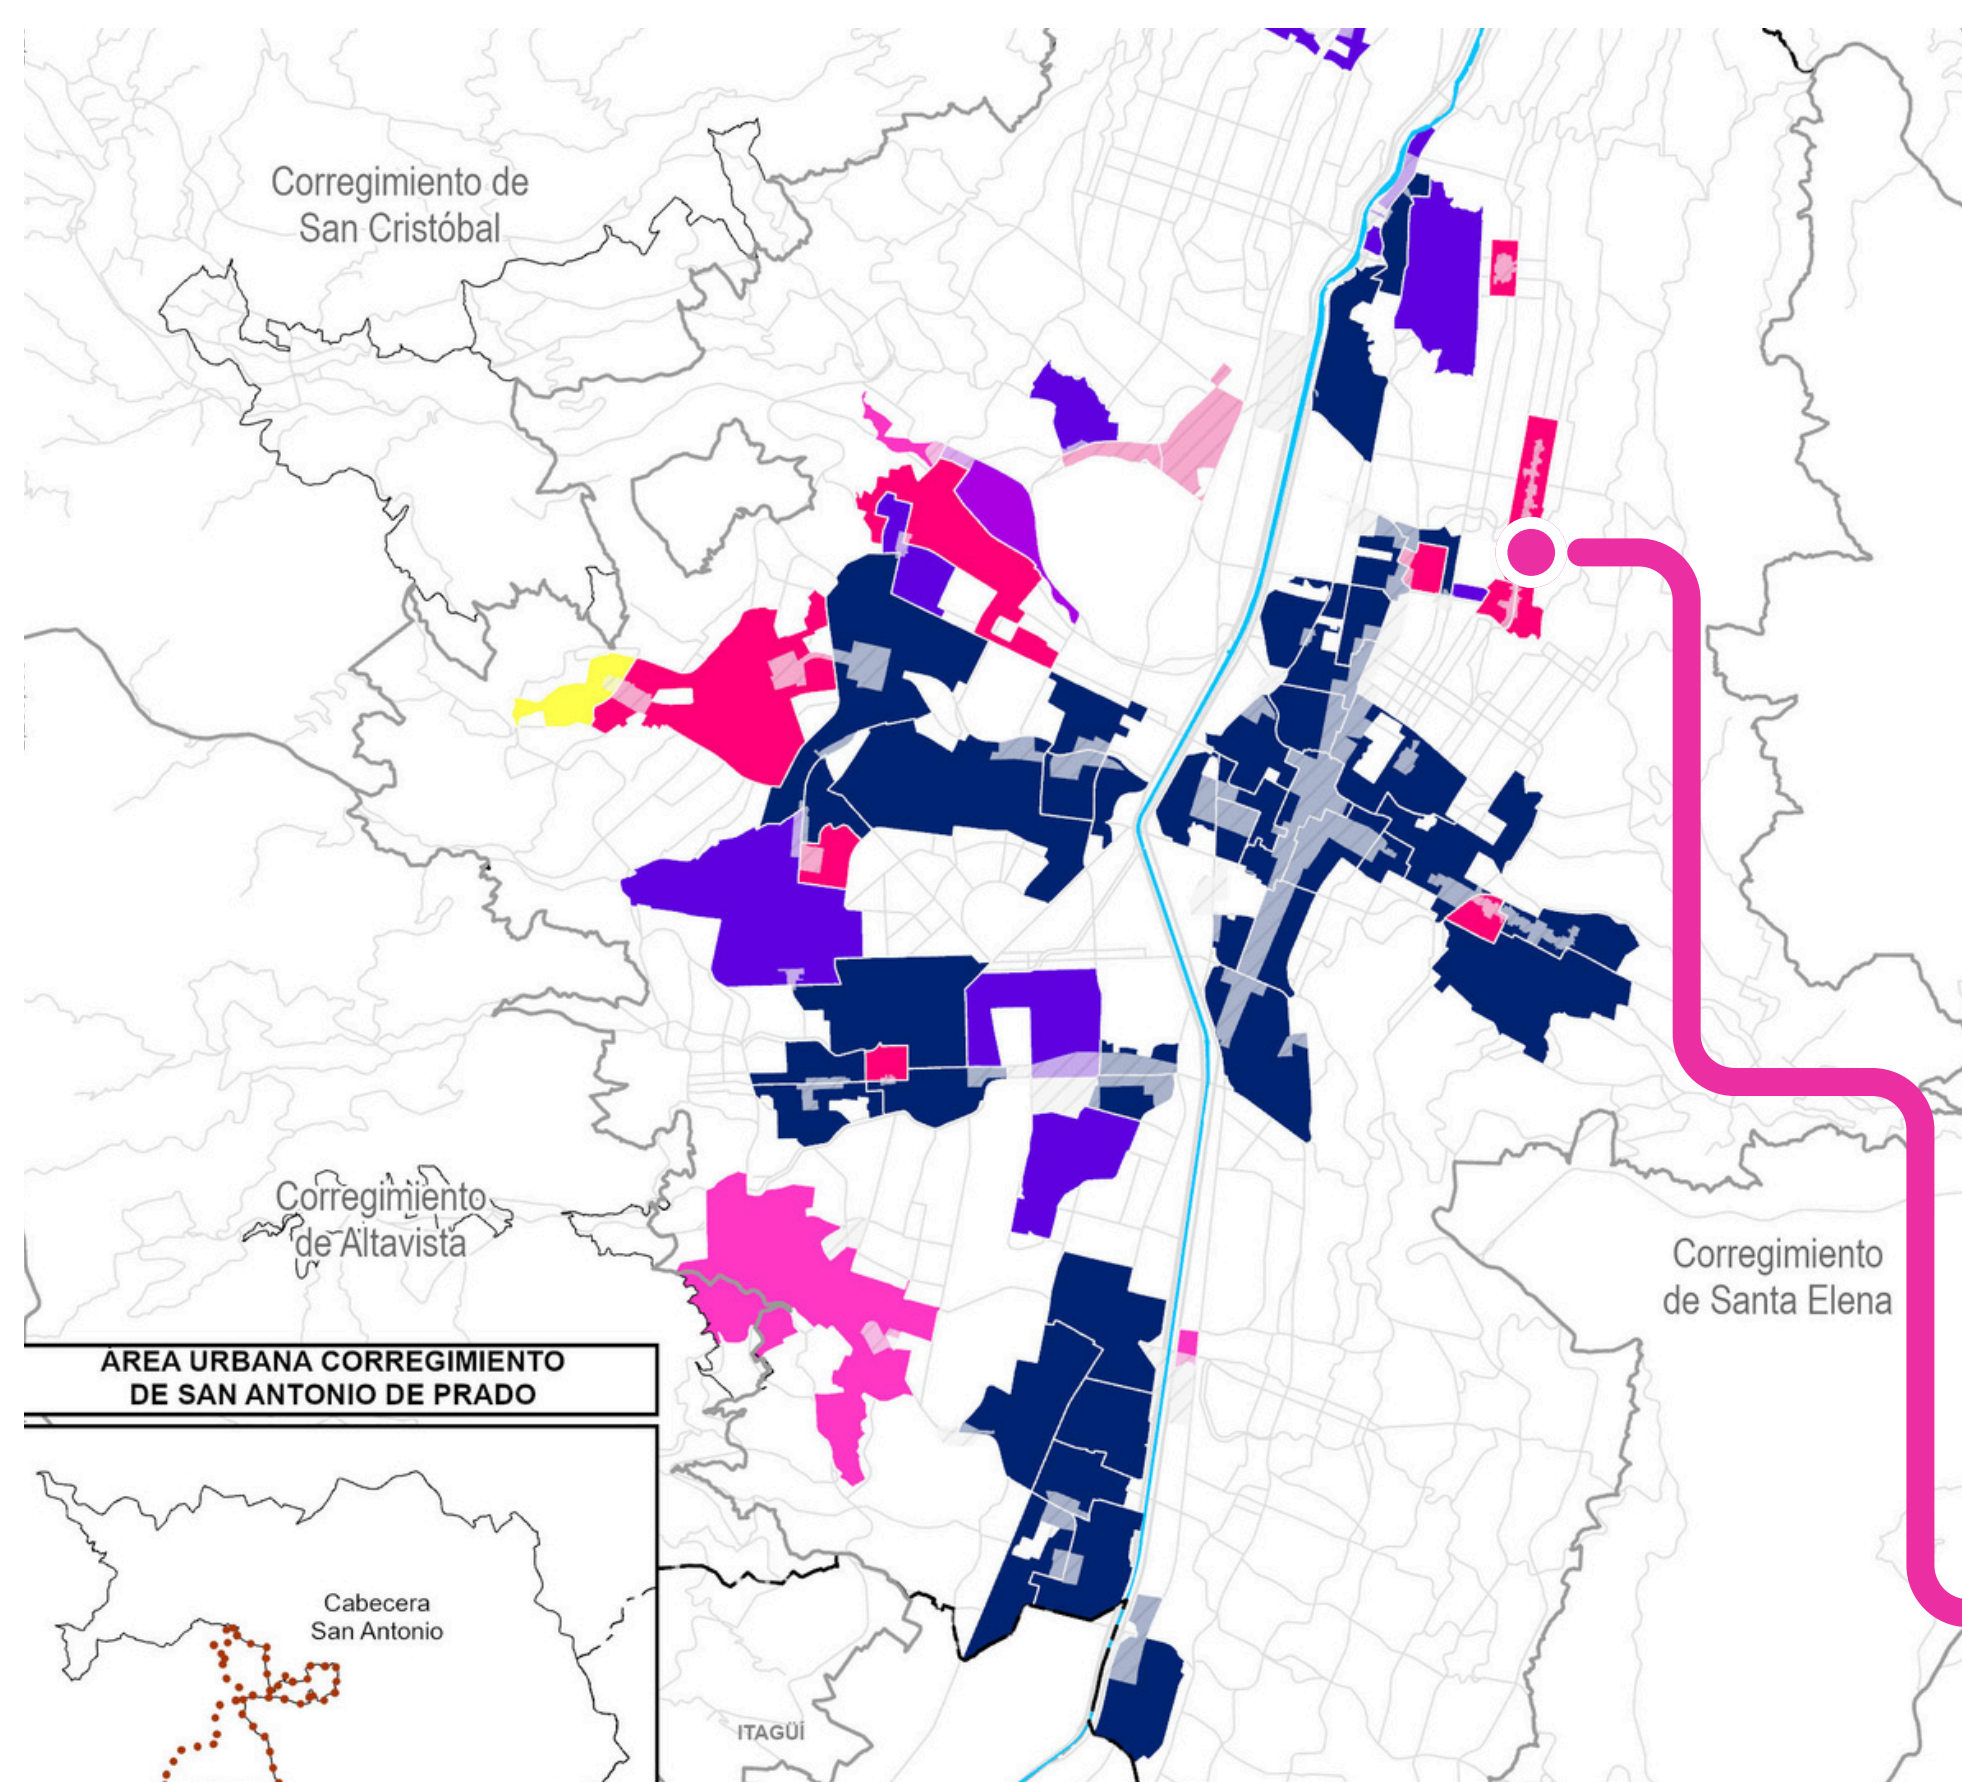 Corregimiento de
San Cristóbal
Corregimiento
de Altavista
Corregimiento
de Santa Elena
ÁREA URBANA CORREGIMIENTO
DE SAN ANTONIO DE PRADO
Cabecera
San Antonio
ITAGÜÍ